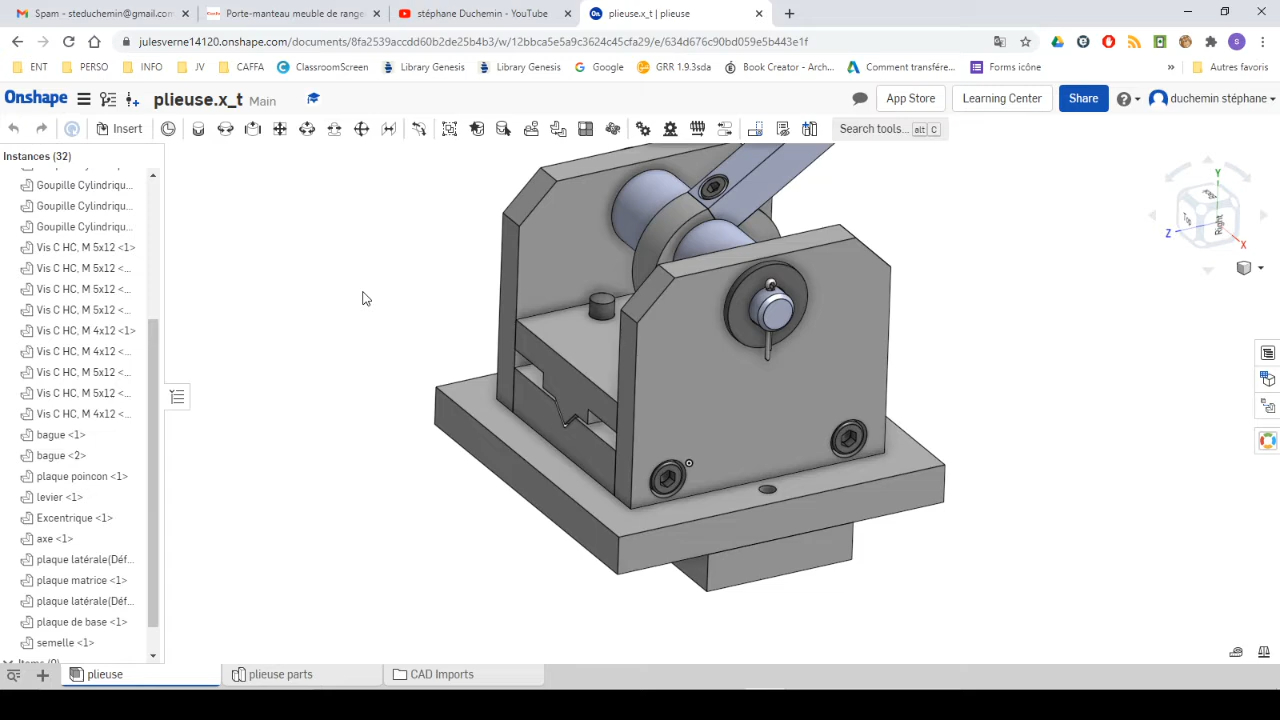 Spam - steduchemin@gmail.com
Porte-manteau meuble de range
stéphane Duchemin - YouTube
plieuse.x_t | plieuse
julesverne14120.onshape.com/documents/8fa2539accdd60b2de25b4b3/w/12bbca5e5a9c3624c45cfa29/e/634d676c90bd059e5b443e1f
ENT PERSO INFO JV CAFFA ClassroomScreen Library Genesis Library Genesis Google GRR 1.9.3sda Book Creator - Arch... Comment transfére... Forms icône » Autres favoris
Onshape plieuse.x_t Main App Store Learning Center Share duchemin stéphane
Insert Search tools... alt C
Instances (32)
Goupille Cylindriqu...
Goupille Cylindriqu...
Goupille Cylindriqu...
Vis C HC, M 5x12 <1>
Vis C HC, M 5x12 <...
Vis C HC, M 5x12 <...
Vis C HC, M 5x12 <...
Vis C HC, M 4x12 <1>
Vis C HC, M 4x12 <...
Vis C HC, M 5x12 <...
Vis C HC, M 5x12 <...
Vis C HC, M 4x12 <...
bague <1>
bague <2>
plaque poincon <1>
levier <1>
Excentrique <1>
axe <1>
plaque latérale(Déf...
plaque matrice <1>
plaque latérale(Déf...
plaque de base <1>
semelle <1>
Y
Top
Right
Z
X
plieuse
plieuse parts
CAD Imports